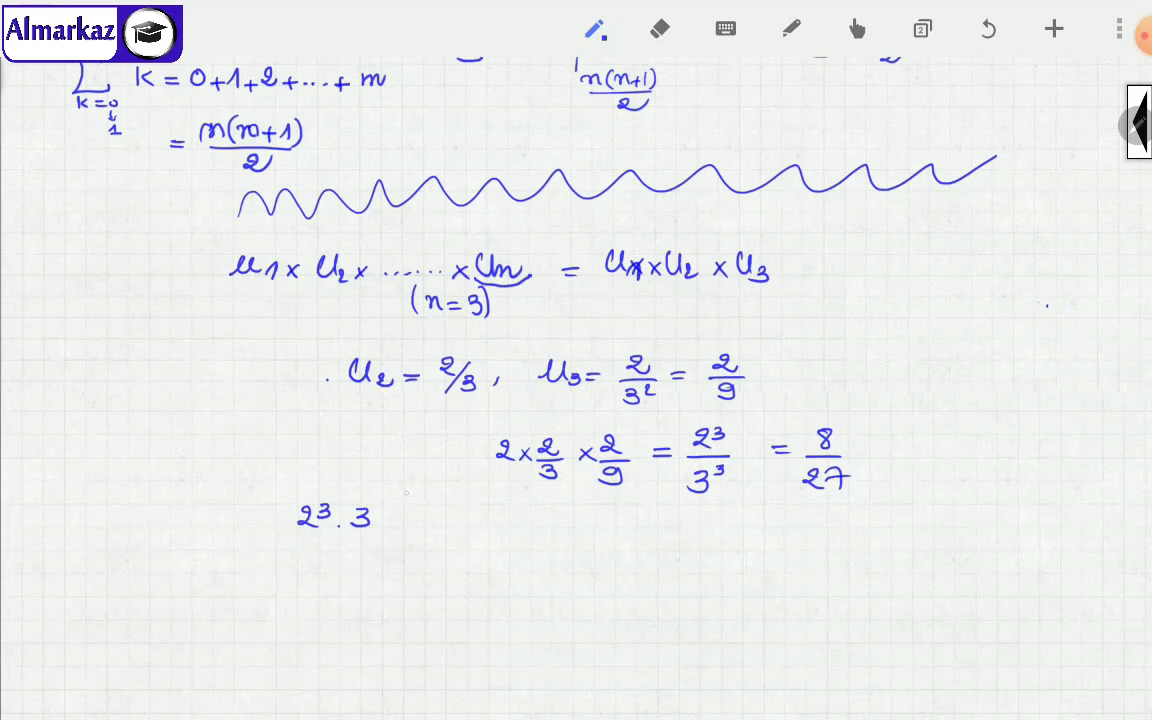 Almarkaz
∑ k = 0+1+2+...+n
k=0
↓
1
n(n+1)/2
= n(n+1)/2
U1 × U2 × ....... × Un. = U1 × U2 × U3
(n=3)
. U2 = 2/3 , U3 = 2/3² = 2/9
2 × 2/3 × 2/9 = 2³/3³ = 8/27
2³ . 3